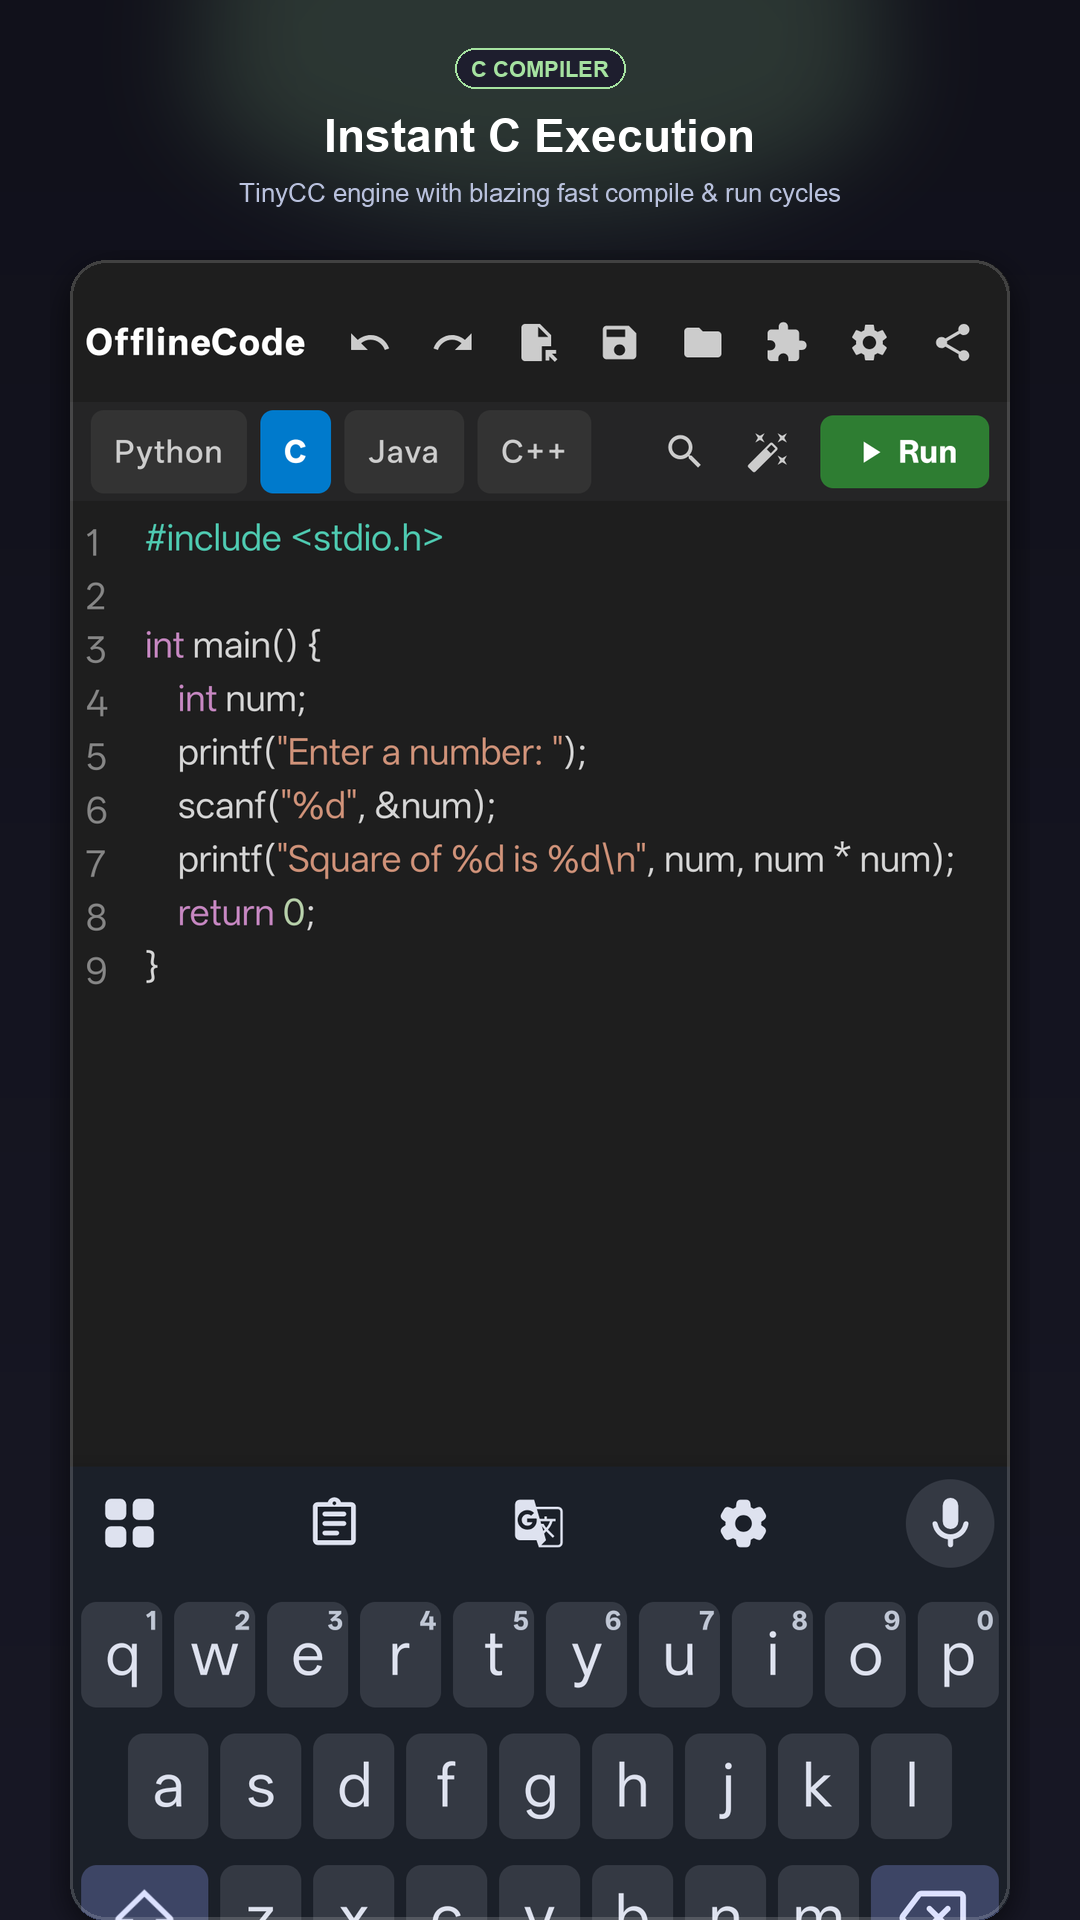 C COMPILER
Instant C Execution
TinyCC engine with blazing fast compile & run cycles
OfflineCode
Python C Java C++ Run
1 #include <stdio.h>
2
3 int main() {
4     int num;
5     printf("Enter a number: ");
6     scanf("%d", &num);
7     printf("Square of %d is %d\n", num, num * num);
8     return 0;
9 }
G 文
1 2 3 4 5 6 7 8 9 0
q w e r t y u i o p
a s d f g h j k l
z x c v b n m